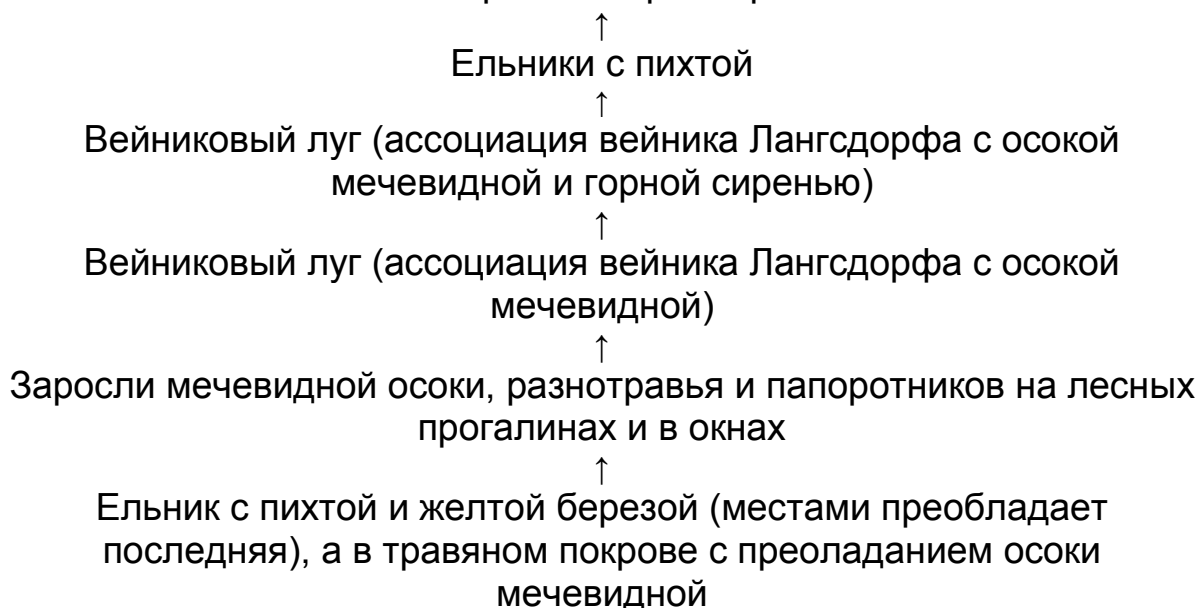 ↑
Ельники с пихтой
↑
Вейниковый луг (ассоциация вейника Лангсдорфа с осокой
мечевидной и горной сиренью)
↑
Вейниковый луг (ассоциация вейника Лангсдорфа с осокой
мечевидной)
↑
Заросли мечевидной осоки, разнотравья и папоротников на лесных
прогалинах и в окнах
↑
Ельник с пихтой и желтой березой (местами преобладает
последняя), а в травяном покрове с преоладанием осоки
мечевидной